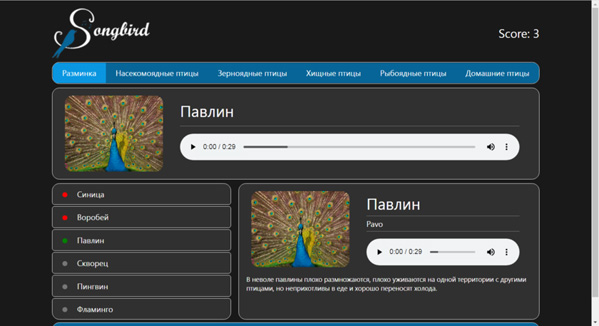 Songbird
Score: 3
Разминка Насекомоядные птицы Зерноядные птицы Хищные птицы Рыбоядные птицы Домашние птицы
Павлин
0:00 / 0:29
Синица
Воробей
Павлин
Скворец
Пингвин
Фламинго
Павлин
Pavo
0:00 / 0:29
В неволе павлины плохо размножаются, плохо уживаются на одной территории с другими
птицами, но неприхотливы в еде и хорошо переносят холода.